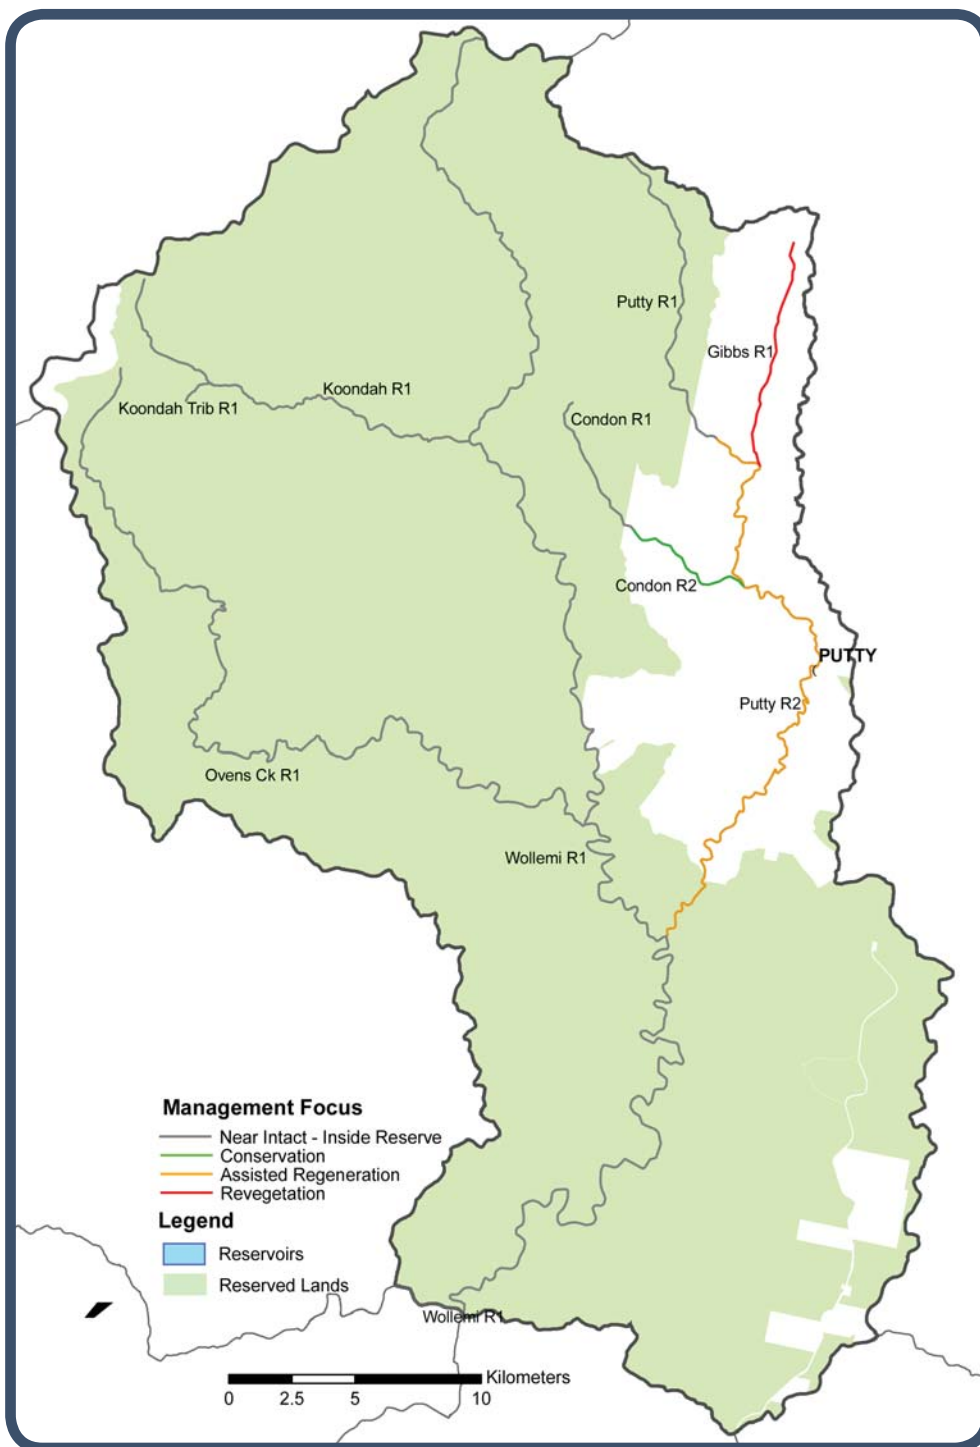 Putty R1
Gibbs R1
Koondah R1
Koondah Trib R1
Condon R1
Condon R2
PUTTY
Putty R2
Ovens Ck R1
Wollemi R1
Management Focus
Near Intact - Inside Reserve
Conservation
Assisted Regeneration
Revegetation
Legend
Reservoirs
Reserved Lands
Wollemi R1
Kilometers
0 2.5 5 10